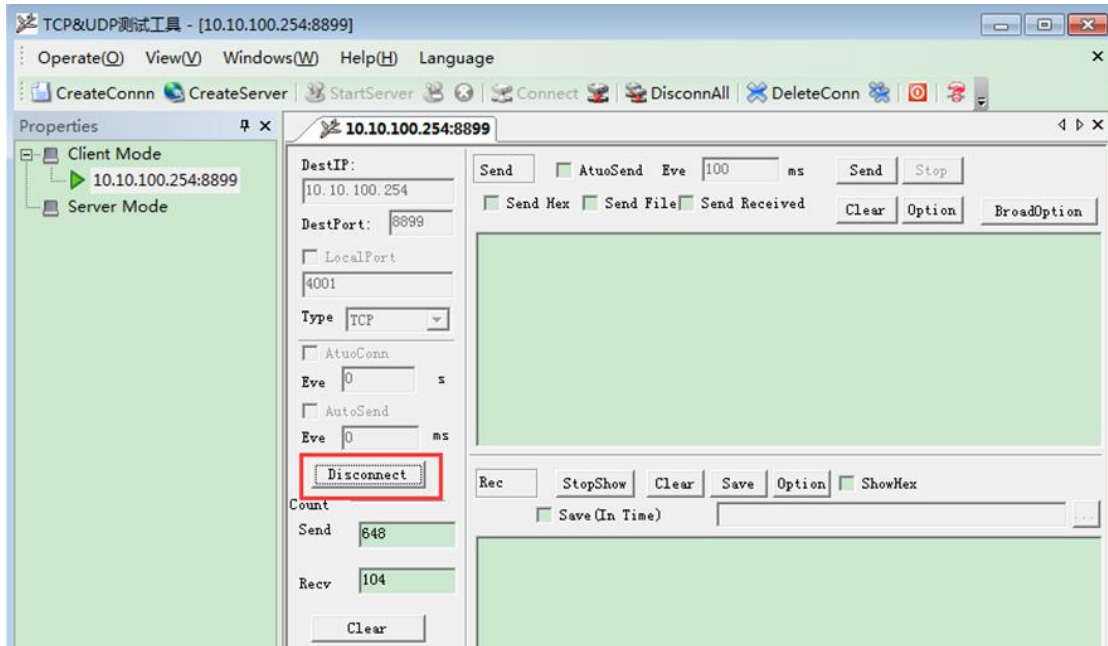 TCP&UDP测试工具 - [10.10.100.254:8899]
Operate(O) View(V) Windows(W) Help(H) Language
CreateConnn CreateServer StartServer Connect DisconnAll DeleteConn
Properties
Client Mode
10.10.100.254:8899
Server Mode
10.10.100.254:8899
DestIP:
10.10.100.254
DestPort: 8899
LocalPort
4001
Type TCP
AtuoConn
Eve 0 s
AutoSend
Eve 0 ms
Disconnect
Count
Send 648
Recv 104
Clear
Send AtuoSend Eve 100 ms Send Stop
Send Hex Send File Send Received Clear Option BroadOption
Rec StopShow Clear Save Option ShowHex
Save(In Time) ...